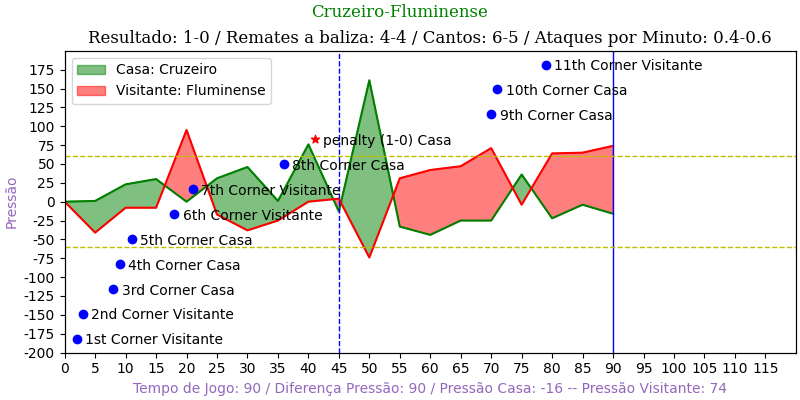 Cruzeiro-Fluminense
Resultado: 1-0 / Remates a baliza: 4-4 / Cantos: 6-5 / Ataques por Minuto: 0.4-0.6
Casa: Cruzeiro
Visitante: Fluminense
Pressão
175
150
125
100
75
50
25
0
-25
-50
-75
-100
-125
-150
-175
-200
11th Corner Visitante
10th Corner Casa
9th Corner Casa
penalty (1-0) Casa
8th Corner Casa
7th Corner Visitante
6th Corner Visitante
5th Corner Casa
4th Corner Casa
3rd Corner Casa
2nd Corner Visitante
1st Corner Visitante
0 5 10 15 20 25 30 35 40 45 50 55 60 65 70 75 80 85 90 95 100 105 110 115
Tempo de Jogo: 90 / Diferença Pressão: 90 / Pressão Casa: -16 -- Pressão Visitante: 74